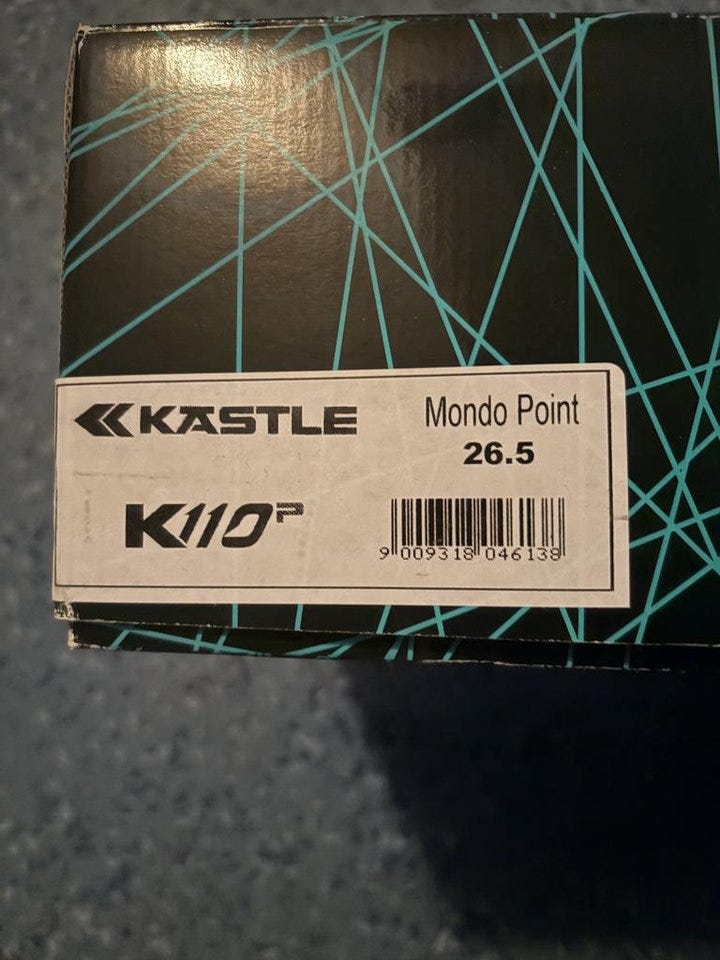 KÄSTLE
Mondo Point
26.5
K110P
9 009318 046138